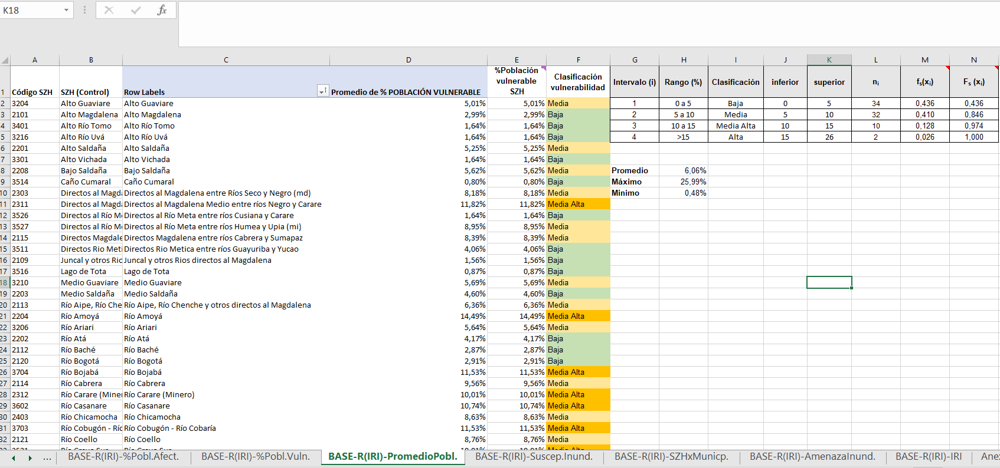 K18
fx
A B C D E F G H I J K L M N
1 Código SZH SZH (Control) Row Labels Promedio de % POBLACIÓN VULNERABLE %Población vulnerable SZH Clasificación vulnerabilidad Intervalo (i) Rango (%) Clasificación inferior superior ni fs(xi) Fs (xi)
2 3204 Alto Guaviare Alto Guaviare 5,01% 5,01% Media 1 0 a 5 Baja 0 5 34 0,436 0,436
3 2101 Alto Magdalena Alto Magdalena 2,99% 2,99% Baja 2 5 a 10 Media 5 10 32 0,410 0,846
4 3401 Alto Río Tomo Alto Río Tomo 1,64% 1,64% Baja 3 10 a 15 Media Alta 10 15 10 0,128 0,974
5 3216 Alto Río Uvá Alto Río Uvá 1,64% 1,64% Baja 4 >15 Alta 15 26 2 0,026 1,000
6 2201 Alto Saldaña Alto Saldaña 5,25% 5,25% Media
7 3301 Alto Vichada Alto Vichada 1,64% 1,64% Baja
8 2208 Bajo Saldaña Bajo Saldaña 5,62% 5,62% Media Promedio 6,06%
9 3514 Caño Cumaral Caño Cumaral 0,80% 0,80% Baja Máximo 25,99%
10 2303 Directos al Magd Directos al Magdalena entre Ríos Seco y Negro (md) 8,18% 8,18% Media Minimo 0,48%
11 2311 Directos al Magd Directos al Magdalena Medio entre ríos Negro y Carare 11,82% 11,82% Media Alta
12 3526 Directos al Río M Directos al Río Meta entre ríos Cusiana y Carare 1,64% 1,64% Baja
13 3527 Directos al Río M Directos al Río Meta entre ríos Humea y Upia (mi) 8,95% 8,95% Media
14 2115 Directos Magdale Directos Magdalena entre ríos Cabrera y Sumapaz 8,39% 8,39% Media
15 3511 Directos Rio Meti Directos Rio Metica entre ríos Guayuriba y Yucao 4,06% 4,06% Baja
16 2109 Juncal y otros Ric Juncal y otros Rios directos al Magdalena 1,56% 1,56% Baja
17 3516 Lago de Tota Lago de Tota 0,87% 0,87% Baja
18 3210 Medio Guaviare Medio Guaviare 5,69% 5,69% Media
19 2203 Medio Saldaña Medio Saldaña 4,60% 4,60% Baja
20 2113 Río Aipe, Río Che Río Aipe, Río Chenche y otros directos al Magdalena 6,36% 6,36% Media
21 2204 Río Amoyá Río Amoyá 14,49% 14,49% Media Alta
22 3206 Río Ariari Río Ariari 5,64% 5,64% Media
23 2202 Río Atá Río Atá 4,17% 4,17% Baja
24 2112 Río Baché Río Baché 2,87% 2,87% Baja
25 2120 Río Bogotá Río Bogotá 2,91% 2,91% Baja
26 3704 Río Bojabá Río Bojabá 11,53% 11,53% Media Alta
27 2114 Río Cabrera Río Cabrera 9,56% 9,56% Media
28 2312 Río Carare (Miner Río Carare (Minero) 10,01% 10,01% Media Alta
29 3602 Río Casanare Río Casanare 10,74% 10,74% Media Alta
30 2403 Río Chicamocha Río Chicamocha 8,63% 8,63% Media
31 3703 Río Cobugón - Ríc Río Cobugón - Río Cobaría 11,53% 11,53% Media Alta
32 2121 Río Coello Río Coello 8,76% 8,76% Media
... BASE-R(IRI)-%Pobl.Afect. BASE-R(IRI)-%Pobl.Vuln. BASE-R(IRI)-PromedioPobl. BASE-R(IRI)-Suscep.Inund. BASE-R(IRI)-SZHxMunicp. BASE-R(IRI)-AmenazaInund. BASE-R(IRI)-IRI Anex